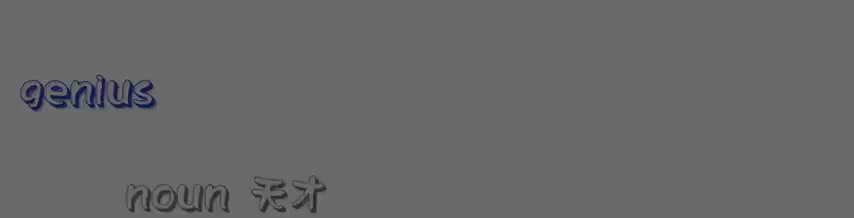 genius
noun 天才